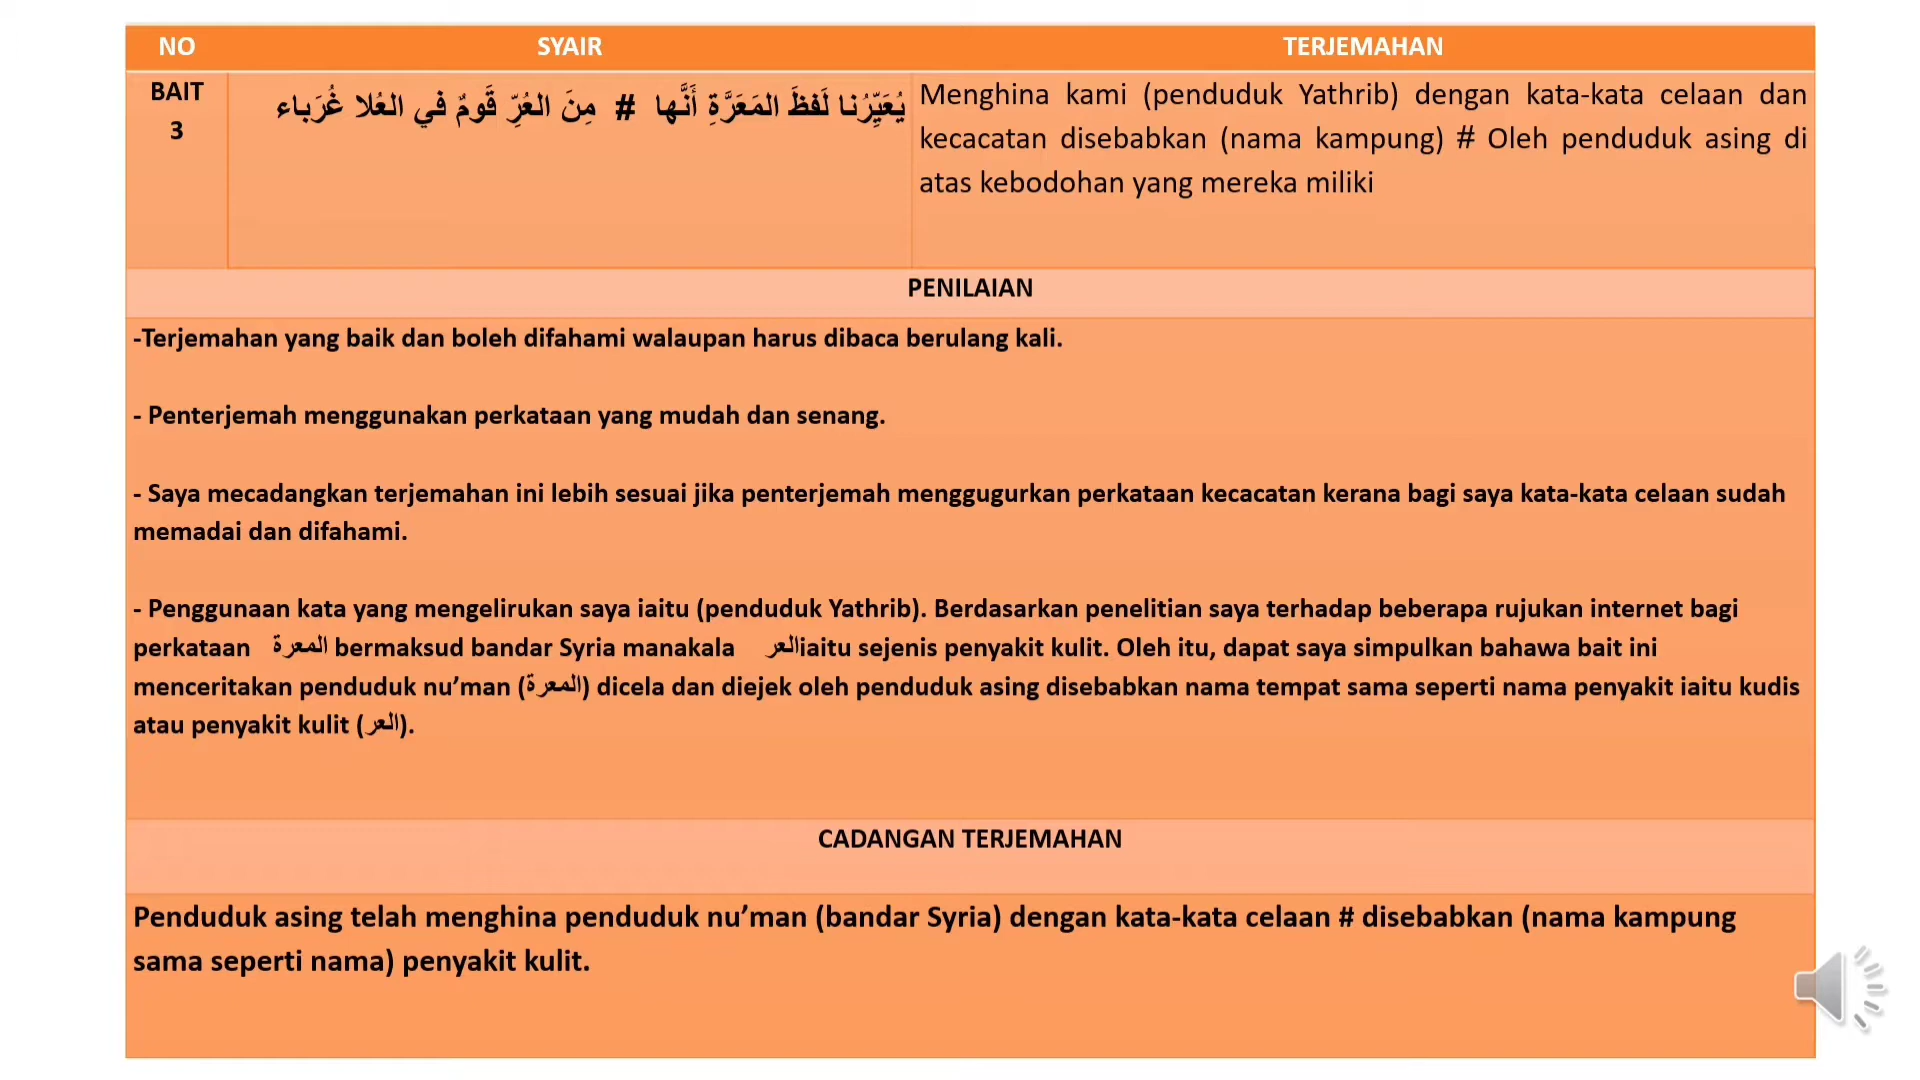 NO SYAIR TERJEMAHAN
BAIT
3
يُعَيِّرُنا لَفظَ المَعَرَّةِ أَنَّها # مِنَ العُرِّ قَومٌ في العُلا غُرَباء
Menghina kami (penduduk Yathrib) dengan kata-kata celaan dan
kecacatan disebabkan (nama kampung) # Oleh penduduk asing di
atas kebodohan yang mereka miliki
PENILAIAN
-Terjemahan yang baik dan boleh difahami walaupan harus dibaca berulang kali.
- Penterjemah menggunakan perkataan yang mudah dan senang.
- Saya mecadangkan terjemahan ini lebih sesuai jika penterjemah menggugurkan perkataan kecacatan kerana bagi saya kata-kata celaan sudah
memadai dan difahami.
- Penggunaan kata yang mengelirukan saya iaitu (penduduk Yathrib). Berdasarkan penelitian saya terhadap beberapa rujukan internet bagi
perkataan المعرة bermaksud bandar Syria manakala العرiaitu sejenis penyakit kulit. Oleh itu, dapat saya simpulkan bahawa bait ini
menceritakan penduduk nu’man (المعرة) dicela dan diejek oleh penduduk asing disebabkan nama tempat sama seperti nama penyakit iaitu kudis
atau penyakit kulit (العر).
CADANGAN TERJEMAHAN
Penduduk asing telah menghina penduduk nu’man (bandar Syria) dengan kata-kata celaan # disebabkan (nama kampung
sama seperti nama) penyakit kulit.